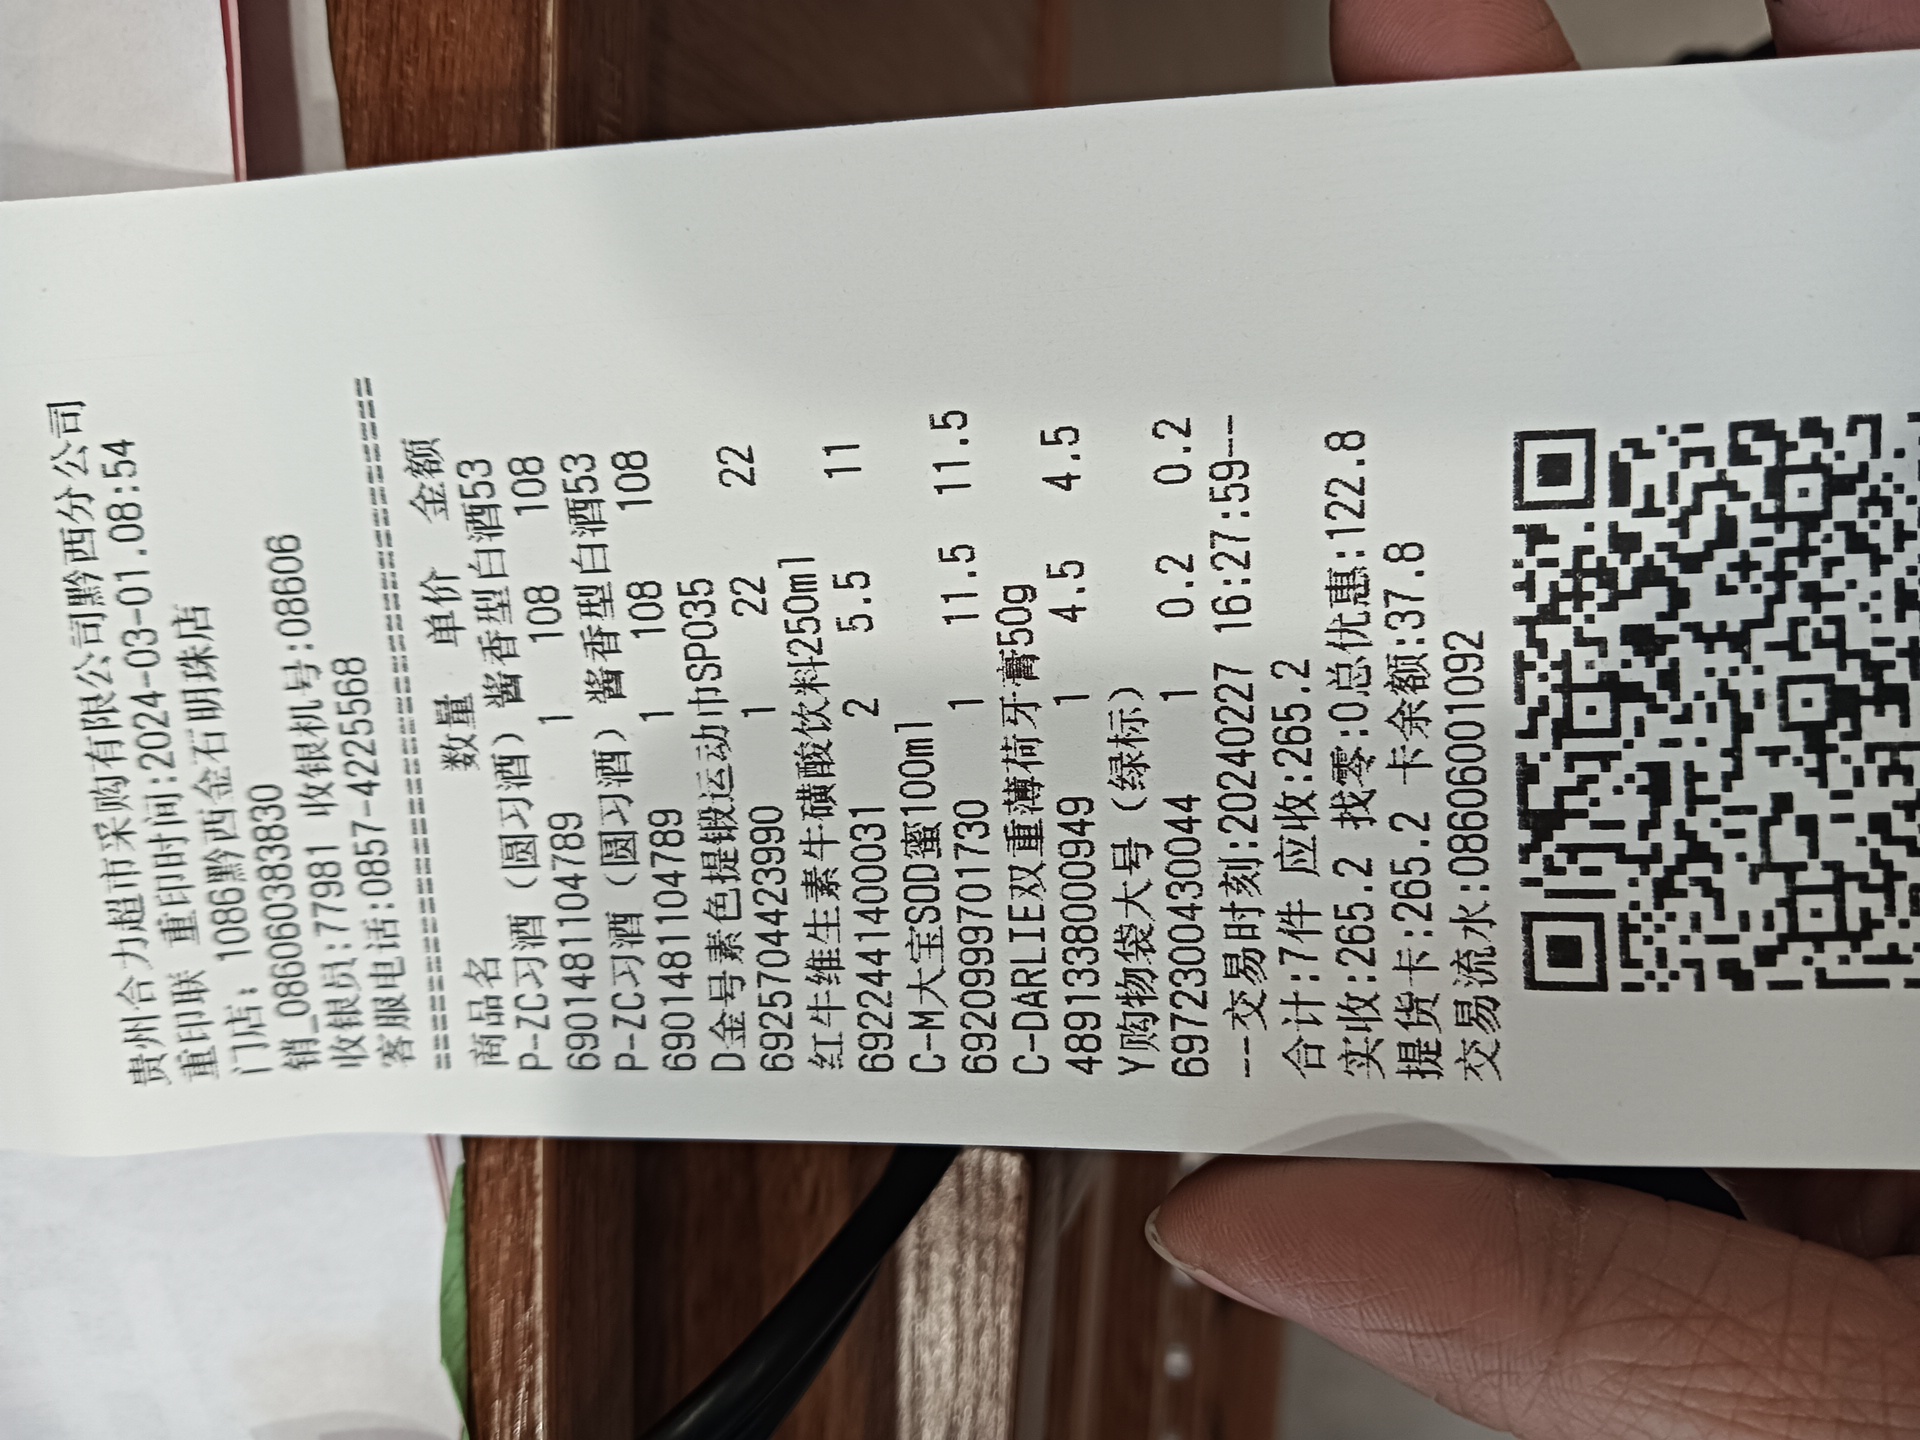 贵州合力超市采购有限公司黔西分公司
重印联 重印时间:2024-03-01.08:54
门店: 1086黔西金石明珠店
销_086060383830
收银员:77981 收银机号:08606
客服电话:0857-4225568
================================
商品名 数量 单价 金额
P-ZC习酒（圆习酒）酱香型白酒53
6901481104789 1 108 108
P-ZC习酒（圆习酒）酱香型白酒53
6901481104789 1 108 108
D金号素色提锻运动巾SP035
6925704423990 1 22 22
红牛维生素牛磺酸饮料250ml
6922441400031 2 5.5 11
C-M大宝SOD蜜100ml
6920999701730 1 11.5 11.5
C-DARLIE双重薄荷牙膏50g
4891338000949 1 4.5 4.5
Y购物袋大号（绿标）
6972300430044 1 0.2 0.2
--交易时刻:20240227 16:27:59--
合计:7件 应收:265.2
实收:265.2 找零:0总优惠:122.8
提货卡:265.2 卡余额:37.8
交易流水:086060001092